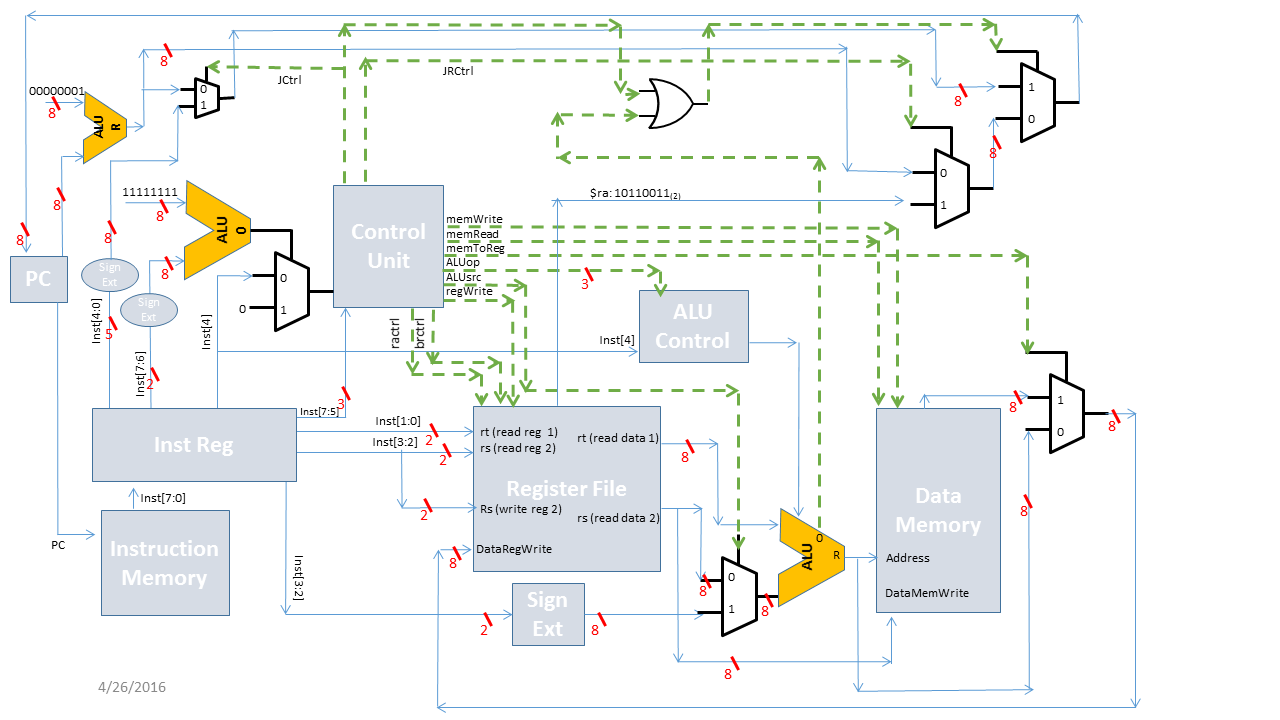 JCtrl
JRCtrl
8
00000001
8
0
1
ALU
R
8
1
0
8
8
0
1
8
8
8
11111111
8
8
ALU
0
$ra: 10110011(2)
Control
Unit
memWrite
memRead
memToReg
ALUop
ALUsrc
regWrite
3
PC
Sign
Ext
Sign
Ext
0
0
1
Inst[4:0]
5
Inst[7:6]
2
Inst[4]
ractrl
brctrl
Inst[4]
ALU
Control
Inst[7:5]
3
Inst Reg
Inst[1:0]
2
Inst[3:2]
2
rt (read reg 1)
rs (read reg 2)
rt (read data 1)
8
Register File
Rs (write reg 2)
2
rs (read data 2)
DataRegWrite
8
1
0
8
8
8
Data
Memory
Address
DataMemWrite
Inst[7:0]
Instruction
Memory
PC
Inst[3:2]
2
Sign
Ext
8
8
0
1
8
ALU
0
R
8
4/26/2016